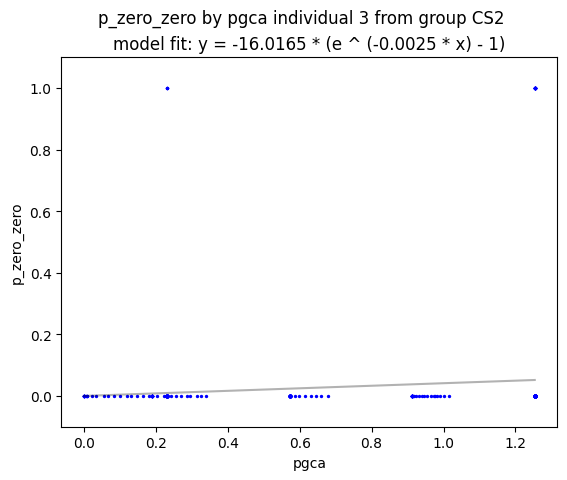 p_zero_zero by pgca individual 3 from group CS2
model fit: y = -16.0165 * (e ^ (-0.0025 * x) - 1)
1.0
0.8
0.6
0.4
0.2
0.0
p_zero_zero
0.0 0.2 0.4 0.6 0.8 1.0 1.2
pgca